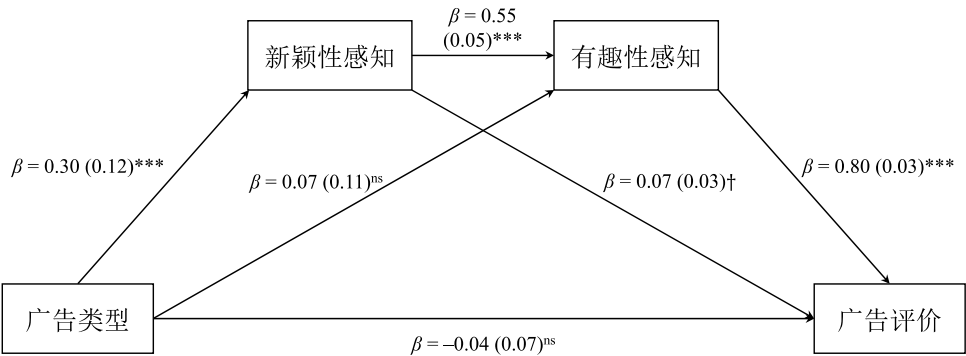 β = 0.55
(0.05)***
新颖性感知
有趣性感知
β = 0.30 (0.12)***
β = 0.07 (0.11)ns
β = 0.07 (0.03)†
β = 0.80 (0.03)***
广告类型
广告评价
β = –0.04 (0.07)ns